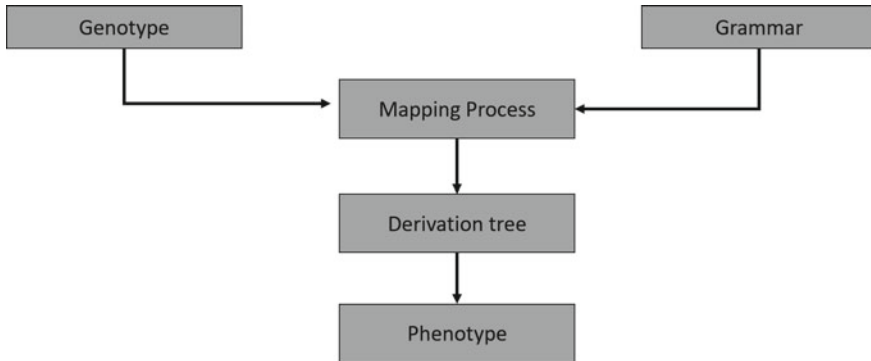 Genotype
Grammar
Mapping Process
Derivation tree
Phenotype